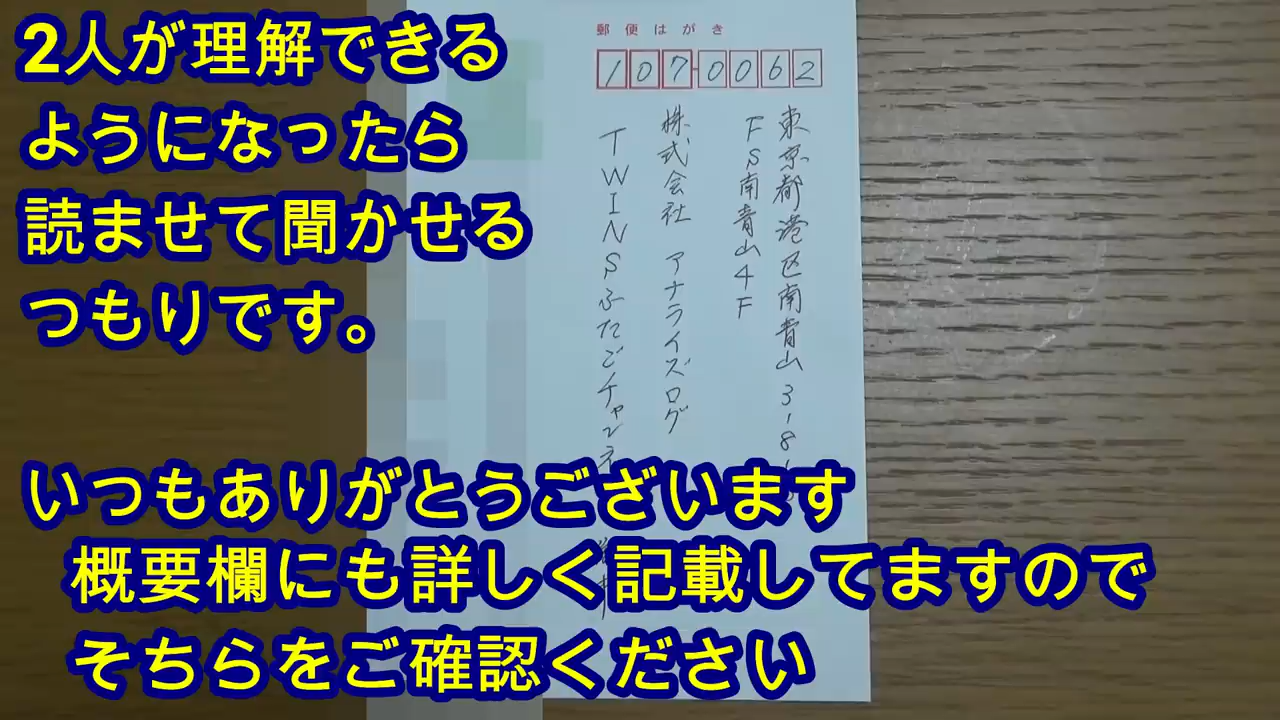 2人が理解できる
ようになったら
読ませて聞かせる
つもりです。
いつもありがとうございます
概要欄にも詳しく記載してますので
そちらをご確認ください
郵便はがき
107-0062
東京都港区南青山3-8
FS南青山4F
株式会社 アナライズログ
TWINSふたごチャンネ